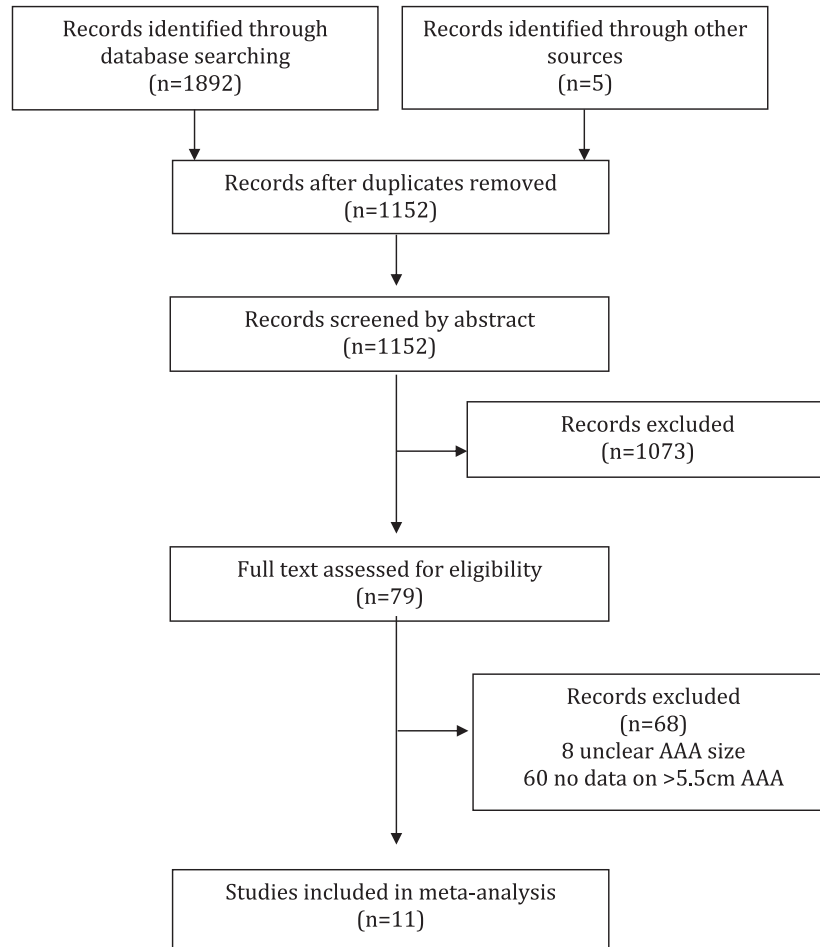 Records identified through
database searching
(n=1892)
Records identified through other
sources
(n=5)
Records after duplicates removed
(n=1152)
Records screened by abstract
(n=1152)
Records excluded
(n=1073)
Full text assessed for eligibility
(n=79)
Records excluded
(n=68)
8 unclear AAA size
60 no data on >5.5cm AAA
Studies included in meta-analysis
(n=11)